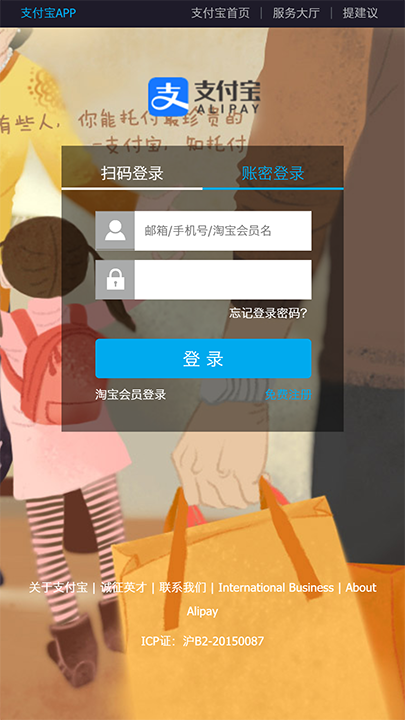 支付宝APP 支付宝首页 | 服务大厅 | 提建议
支付宝
ALIPAY
有些人，你能托付最珍贵的
-支付宝，知托付
扫码登录 账密登录
邮箱/手机号/淘宝会员名
忘记登录密码？
登 录
淘宝会员登录 免费注册
关于支付宝 | 诚征英才 | 联系我们 | International Business | About
Alipay
ICP证：沪B2-20150087